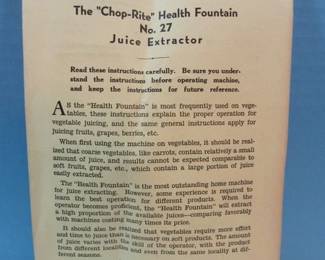 The "Chop-Rite" Health Fountain
No. 27
Juice Extractor
Read these instructions carefully. Be sure you under-
stand the instructions before operating machine,
and keep the instructions for future reference.
AS the "Health Fountain" is most frequently used on vege-
tables, these instructions explain the proper operation for
vegetable juicing, and the same general instructions apply for
juicing fruits, grapes, berries, etc.
When first using the machine on vegetables, it should be real-
ized that coarse vegetables, like carrots, contain relatively a small
amount of juice, and results cannot be expected comparable to
soft fruits, grapes, etc., which contain a large portion of juice
easily extracted.
The "Health Fountain" is the most outstanding home machine
for juice extracting. However, some experience is required to
learn the best operation for different products. When the
operator becomes proficient, the "Health Fountain" will extract
a high proportion of the available juices—comparing favorably
with machines costing many times its price.
It should also be realized that vegetables require more effort
and time to juice than is necessary on soft products. The amount
of juice varies with the skill of the operator, with the product
from different localities and even from the same locality at dif-
ferent seasons.